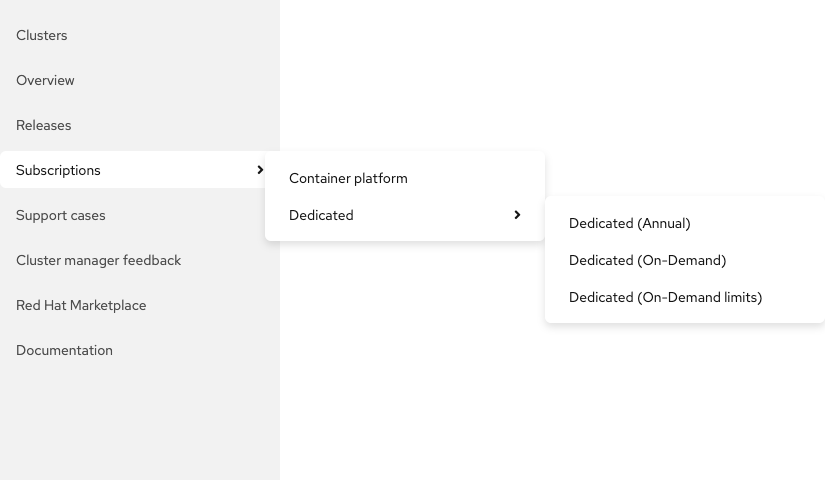 Clusters
Overview
Releases
Subscriptions
Container platform
Dedicated
Dedicated (Annual)
Dedicated (On-Demand)
Dedicated (On-Demand limits)
Support cases
Cluster manager feedback
Red Hat Marketplace
Documentation